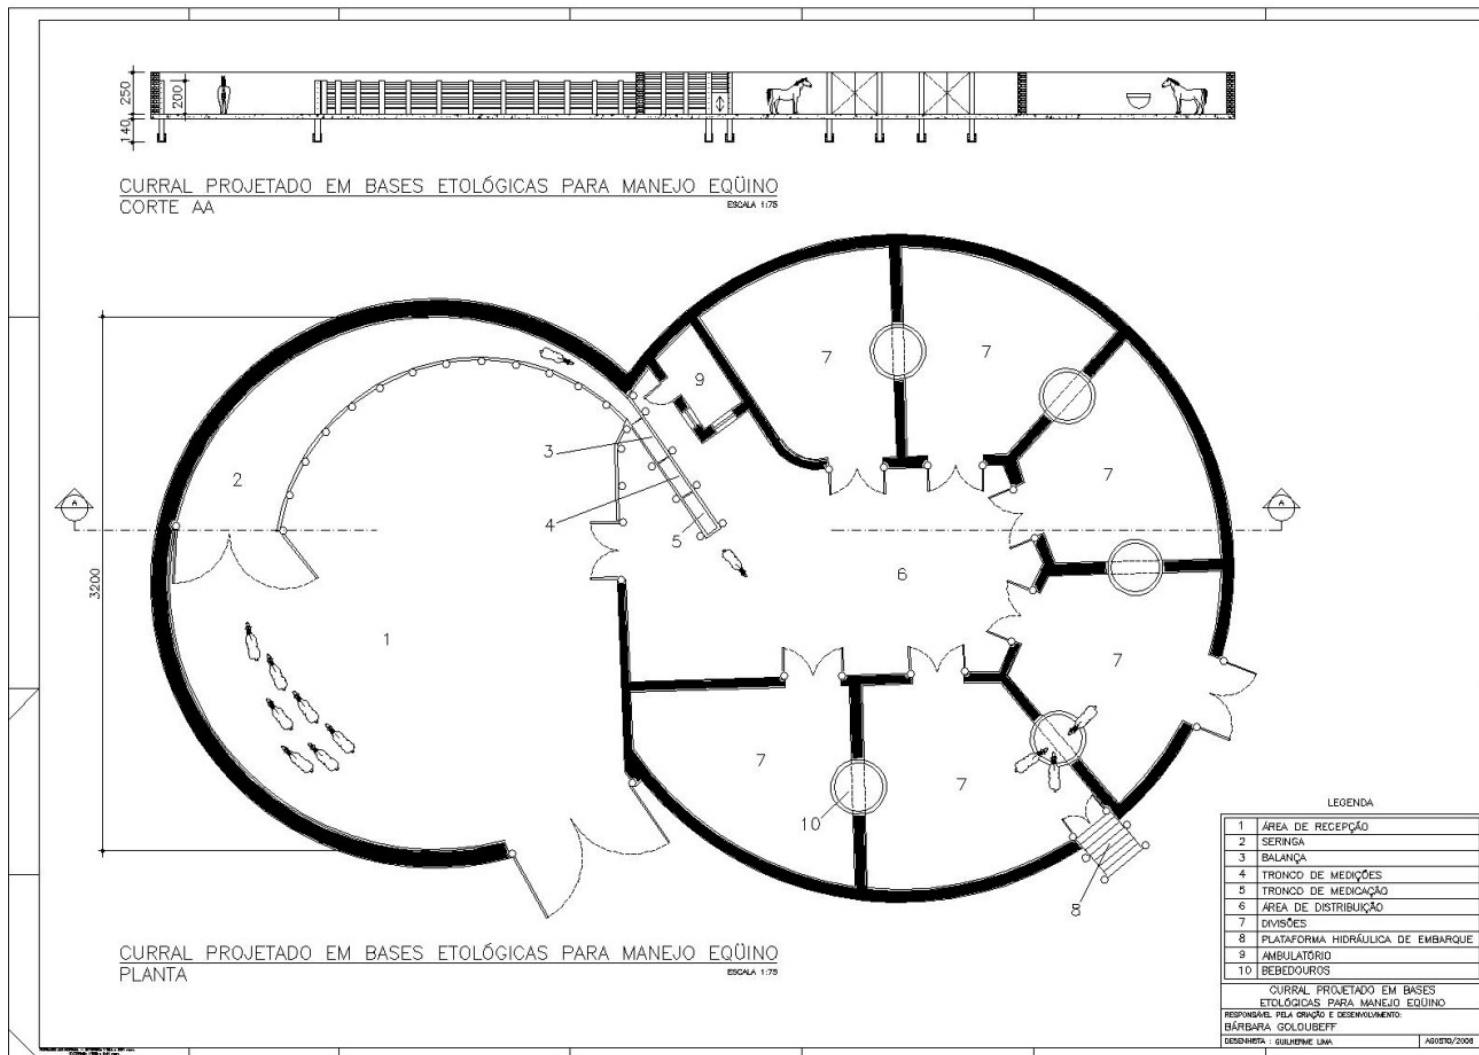 250
200
140
CURRAL PROJETADO EM BASES ETOLÓGICAS PARA MANEJO EQÜINO
CORTE AA
ESCALA 1:75
A
A
3200
1
2
3
4
5
6
7
7
7
7
7
7
8
9
10
CURRAL PROJETADO EM BASES ETOLÓGICAS PARA MANEJO EQÜINO
PLANTA
ESCALA 1:75
LEGENDA
1 ÁREA DE RECEPÇÃO
2 SERINGA
3 BALANÇA
4 TRONCO DE MEDIÇÕES
5 TRONCO DE MEDICAÇÃO
6 ÁREA DE DISTRIBUIÇÃO
7 DIVISÕES
8 PLATAFORMA HIDRÁULICA DE EMBARQUE
9 AMBULATÓRIO
10 BEBEDOUROS
CURRAL PROJETADO EM BASES
ETOLÓGICAS PARA MANEJO EQÜINO
RESPONSÁVEL PELA CRIAÇÃO E DESENVOLVIMENTO:
BÁRBARA GOLOUBEFF
DESENHISTA : GUILHERME LIMA